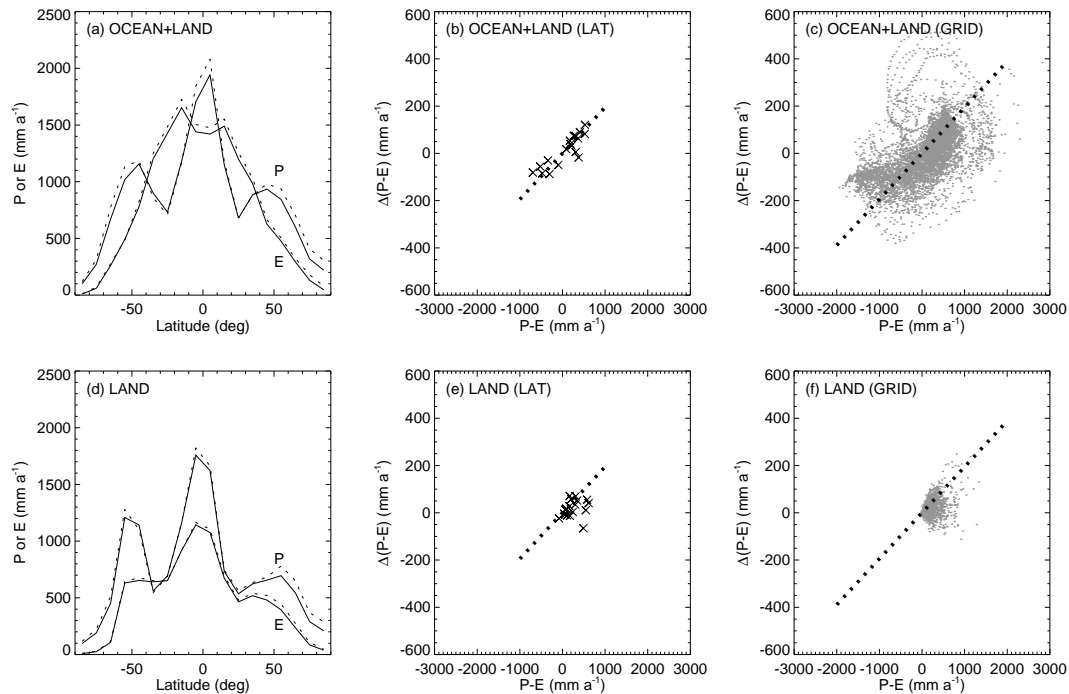 (a) OCEAN+LAND
P or E (mm a-1)
2500
2000
1500
1000
500
0
P
E
-50 0 50
Latitude (deg)
(b) OCEAN+LAND (LAT)
Δ(P-E) (mm a-1)
600
400
200
0
-200
-400
-600
-3000 -2000 -1000 0 1000 2000 3000
P-E (mm a-1)
(c) OCEAN+LAND (GRID)
Δ(P-E) (mm a-1)
600
400
200
0
-200
-400
-600
-3000 -2000 -1000 0 1000 2000 3000
P-E (mm a-1)
(d) LAND
P or E (mm a-1)
2500
2000
1500
1000
500
0
P
E
-50 0 50
Latitude (deg)
(e) LAND (LAT)
Δ(P-E) (mm a-1)
600
400
200
0
-200
-400
-600
-3000 -2000 -1000 0 1000 2000 3000
P-E (mm a-1)
(f) LAND (GRID)
Δ(P-E) (mm a-1)
600
400
200
0
-200
-400
-600
-3000 -2000 -1000 0 1000 2000 3000
P-E (mm a-1)